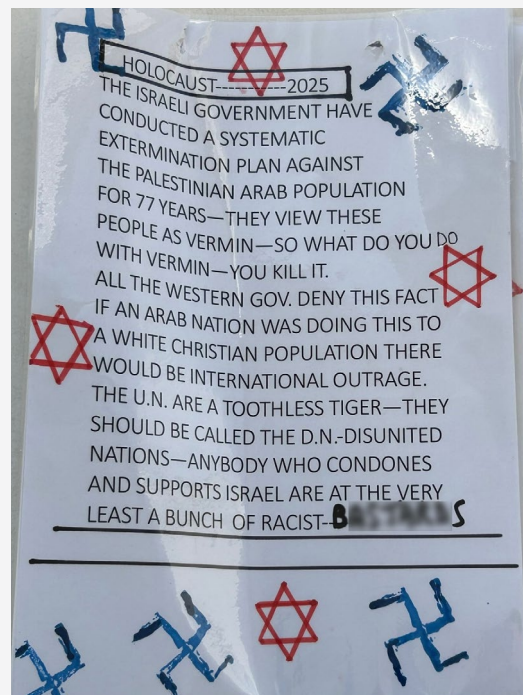 HOLOCAUST------------2025
THE ISRAELI GOVERNMENT HAVE
CONDUCTED A SYSTEMATIC
EXTERMINATION PLAN AGAINST
THE PALESTINIAN ARAB POPULATION
FOR 77 YEARS—THEY VIEW THESE
PEOPLE AS VERMIN—SO WHAT DO YOU DO
WITH VERMIN—YOU KILL IT.
ALL THE WESTERN GOV. DENY THIS FACT
IF AN ARAB NATION WAS DOING THIS TO
A WHITE CHRISTIAN POPULATION THERE
WOULD BE INTERNATIONAL OUTRAGE.
THE U.N. ARE A TOOTHLESS TIGER—THEY
SHOULD BE CALLED THE D.N.-DISUNITED
NATIONS—ANYBODY WHO CONDONES
AND SUPPORTS ISRAEL ARE AT THE VERY
LEAST A BUNCH OF RACIST--